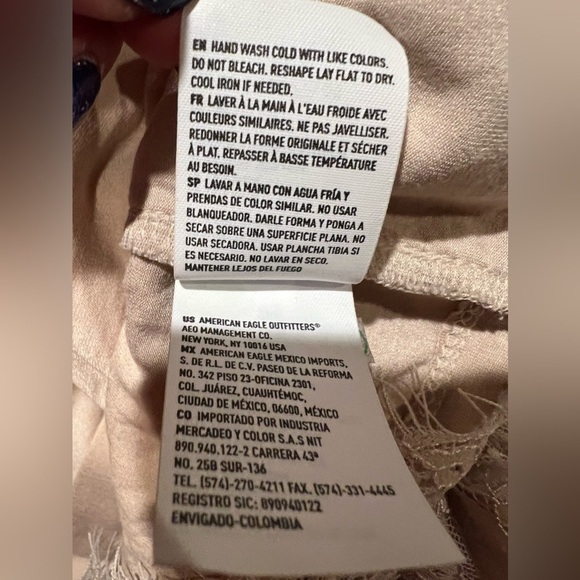 EN HAND WASH COLD WITH LIKE COLORS.
DO NOT BLEACH. RESHAPE LAY FLAT TO DRY.
COOL IRON IF NEEDED.
FR LAVER À LA MAIN À L'EAU FROIDE AVEC
COULEURS SIMILAIRES. NE PAS JAVELLISER.
REDONNER LA FORME ORIGINALE ET SÉCHER
À PLAT. REPASSER À BASSE TEMPÉRATURE
AU BESOIN.
SP LAVAR A MANO CON AGUA FRÍA Y
PRENDAS DE COLOR SIMILAR. NO USAR
BLANQUEADOR. DARLE FORMA Y PONGA A
SECAR SOBRE UNA SUPERFICIE PLANA. NO
USAR SECADORA. USAR PLANCHA TIBIA SI
ES NECESARIO. NO LAVAR EN SECO.
MANTENER LEJOS DEL FUEGO
US AMERICAN EAGLE OUTFITTERS®
AEO MANAGEMENT CO.
NEW YORK, NY 10016 USA
MX AMERICAN EAGLE MEXICO IMPORTS,
S. DE R.L. DE C.V. PASEO DE LA REFORMA
NO. 342 PISO 23-OFICINA 2301,
COL. JUÁREZ, CUAUHTÉMOC,
CIUDAD DE MÉXICO, 06600, MÉXICO
CO IMPORTADO POR INDUSTRIA
MERCADEO Y COLOR S.A.S NIT
890.940.122-2 CARRERA 43ª
NO. 25B SUR-136
TEL. (574)-270-4211 FAX. (574)-331-4445
REGISTRO SIC: 890940122
ENVIGADO-COLOMBIA